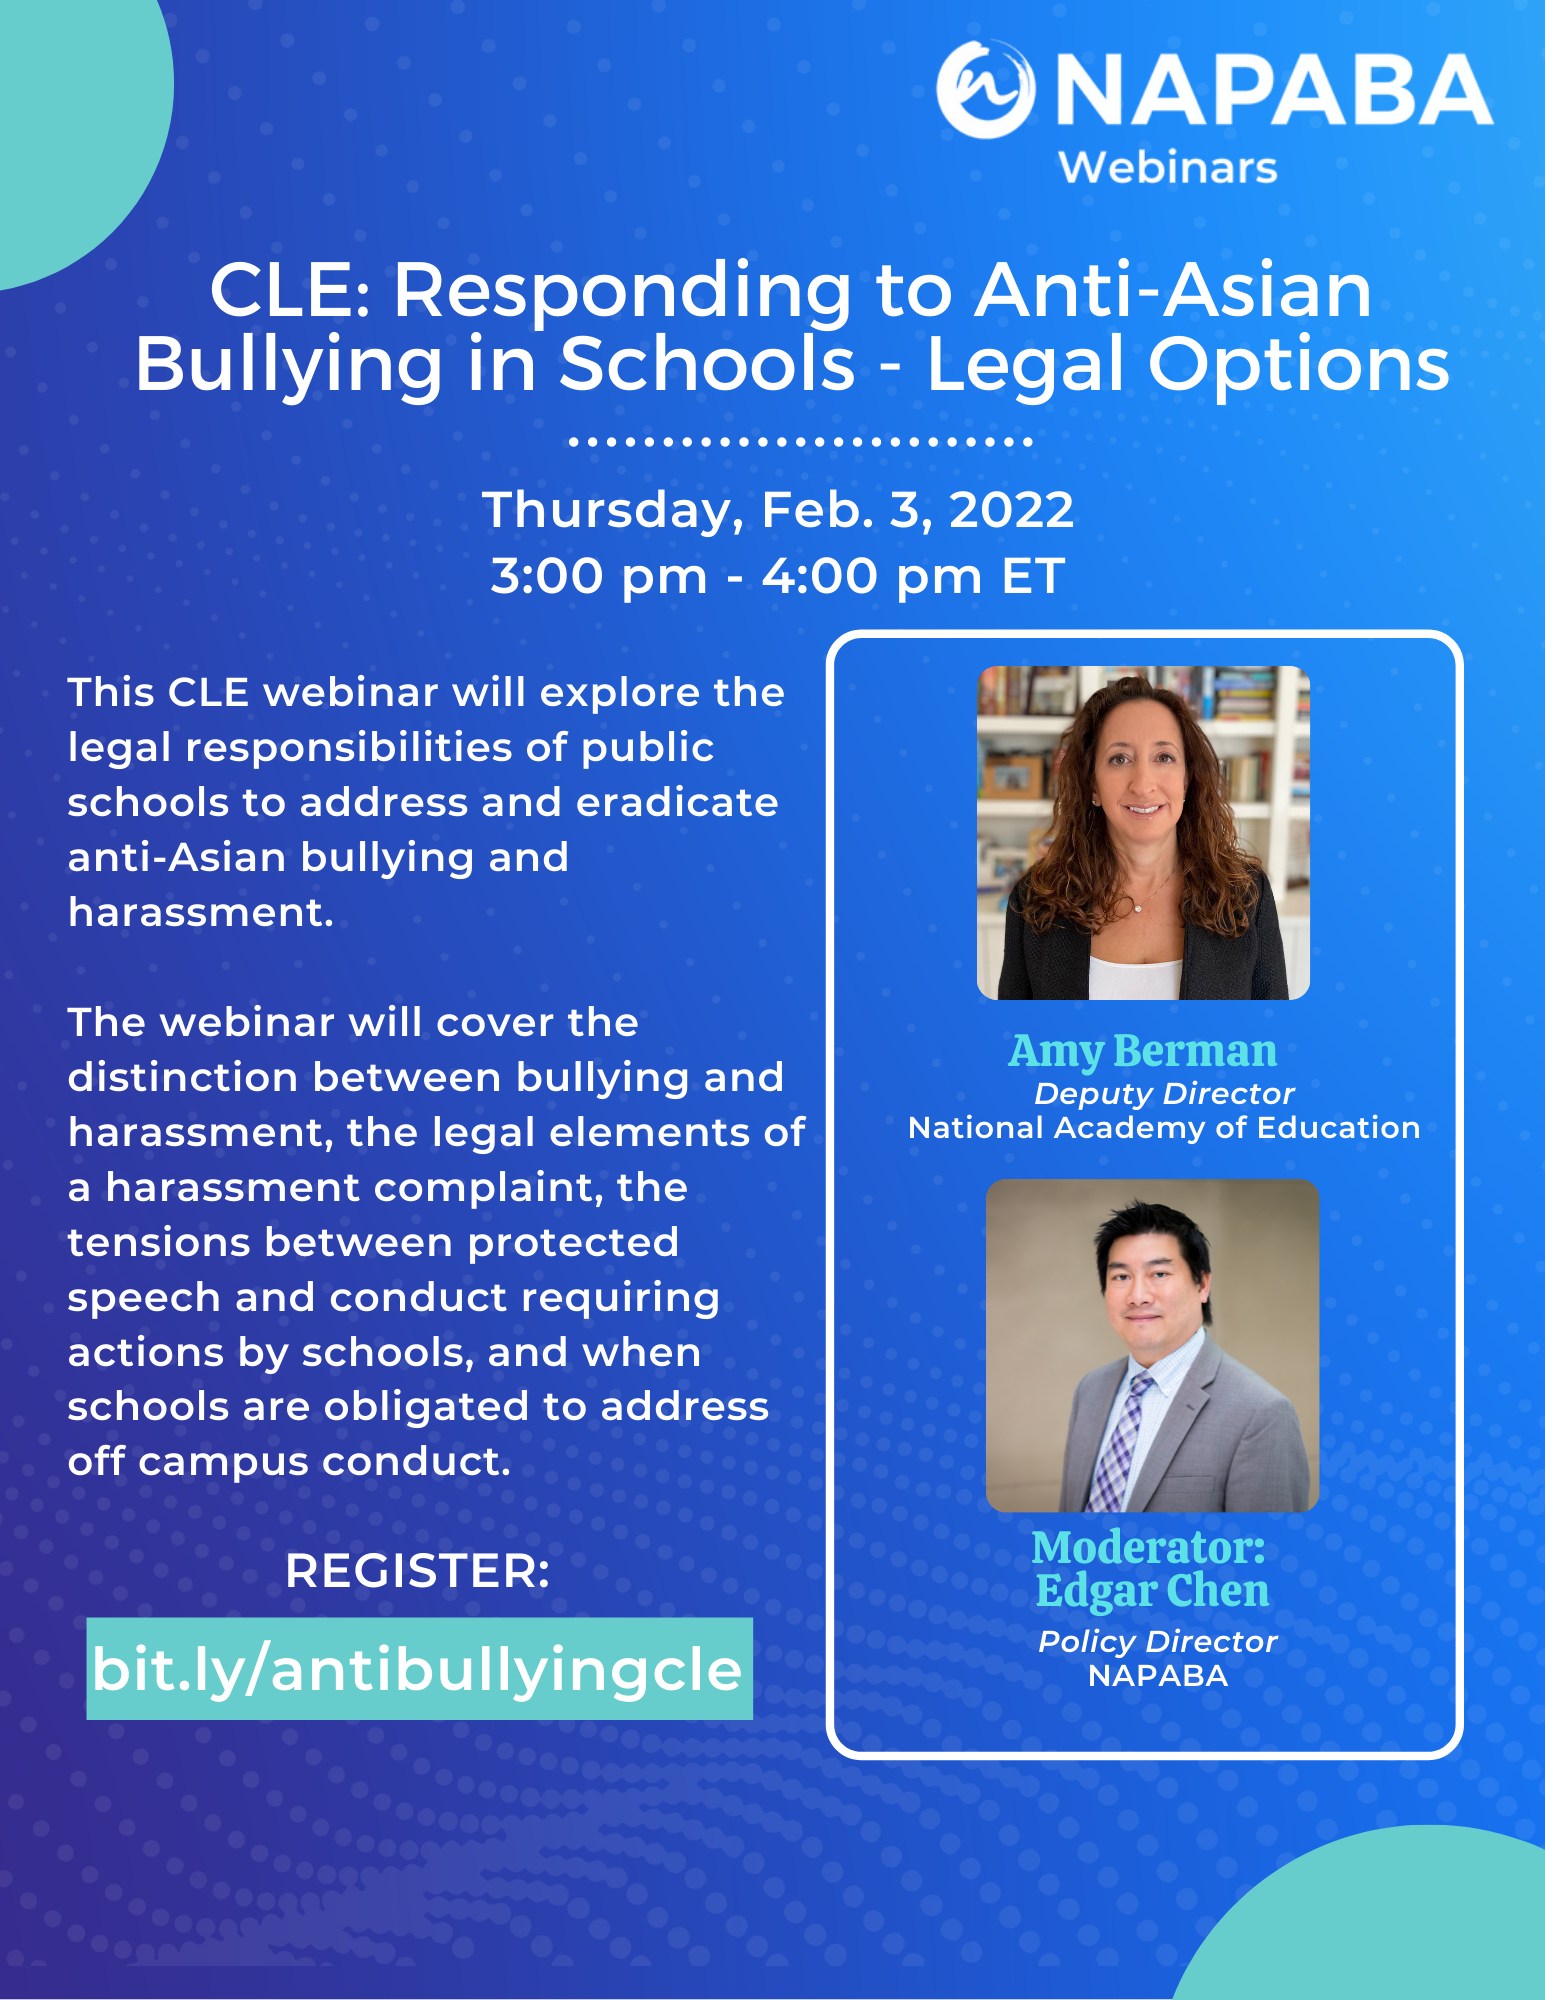 NAPABA
Webinars
CLE: Responding to Anti-Asian
Bullying in Schools - Legal Options
Thursday, Feb. 3, 2022
3:00 pm - 4:00 pm ET
This CLE webinar will explore the
legal responsibilities of public
schools to address and eradicate
anti-Asian bullying and
harassment.
The webinar will cover the
distinction between bullying and
harassment, the legal elements of
a harassment complaint, the
tensions between protected
speech and conduct requiring
actions by schools, and when
schools are obligated to address
off campus conduct.
REGISTER:
bit.ly/antibullyingcle
Amy Berman
Deputy Director
National Academy of Education
Moderator:
Edgar Chen
Policy Director
NAPABA